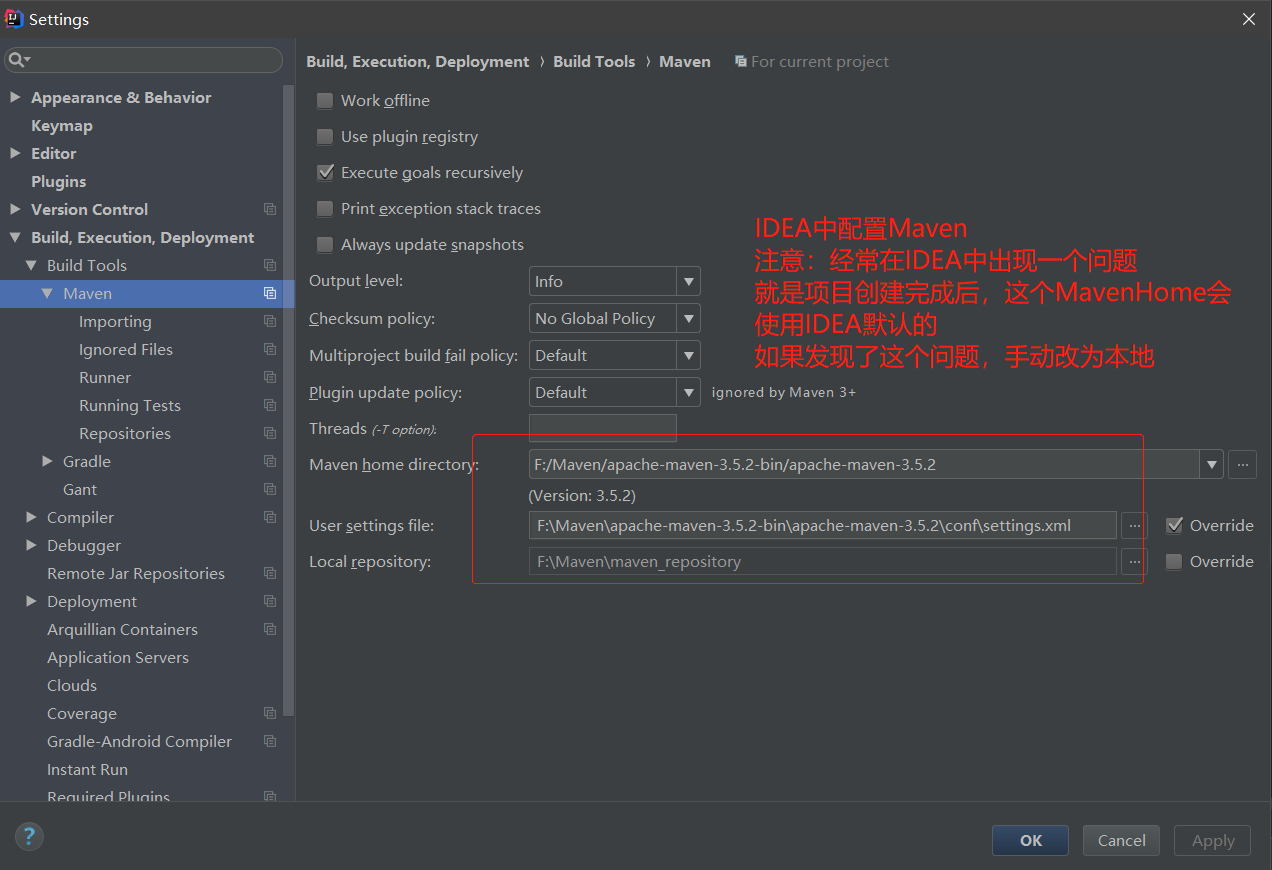 Settings
Build, Execution, Deployment › Build Tools › Maven For current project
Appearance & Behavior
Keymap
Editor
Plugins
Version Control
Build, Execution, Deployment
Build Tools
Maven
Importing
Ignored Files
Runner
Running Tests
Repositories
Gradle
Gant
Compiler
Debugger
Remote Jar Repositories
Deployment
Arquillian Containers
Application Servers
Clouds
Coverage
Gradle-Android Compiler
Instant Run
Required Plugins
Work offline
Use plugin registry
Execute goals recursively
Print exception stack traces
Always update snapshots
Output level: Info
Checksum policy: No Global Policy
Multiproject build fail policy: Default
Plugin update policy: Default ignored by Maven 3+
Threads (-T option):
Maven home directory: F:/Maven/apache-maven-3.5.2-bin/apache-maven-3.5.2 ...
(Version: 3.5.2)
User settings file: F:\Maven\apache-maven-3.5.2-bin\apache-maven-3.5.2\conf\settings.xml ... Override
Local repository: F:\Maven\maven_repository ... Override
IDEA中配置Maven
注意：经常在IDEA中出现一个问题
就是项目创建完成后，这个MavenHome会
使用IDEA默认的
如果发现了这个问题，手动改为本地
?
OK Cancel Apply